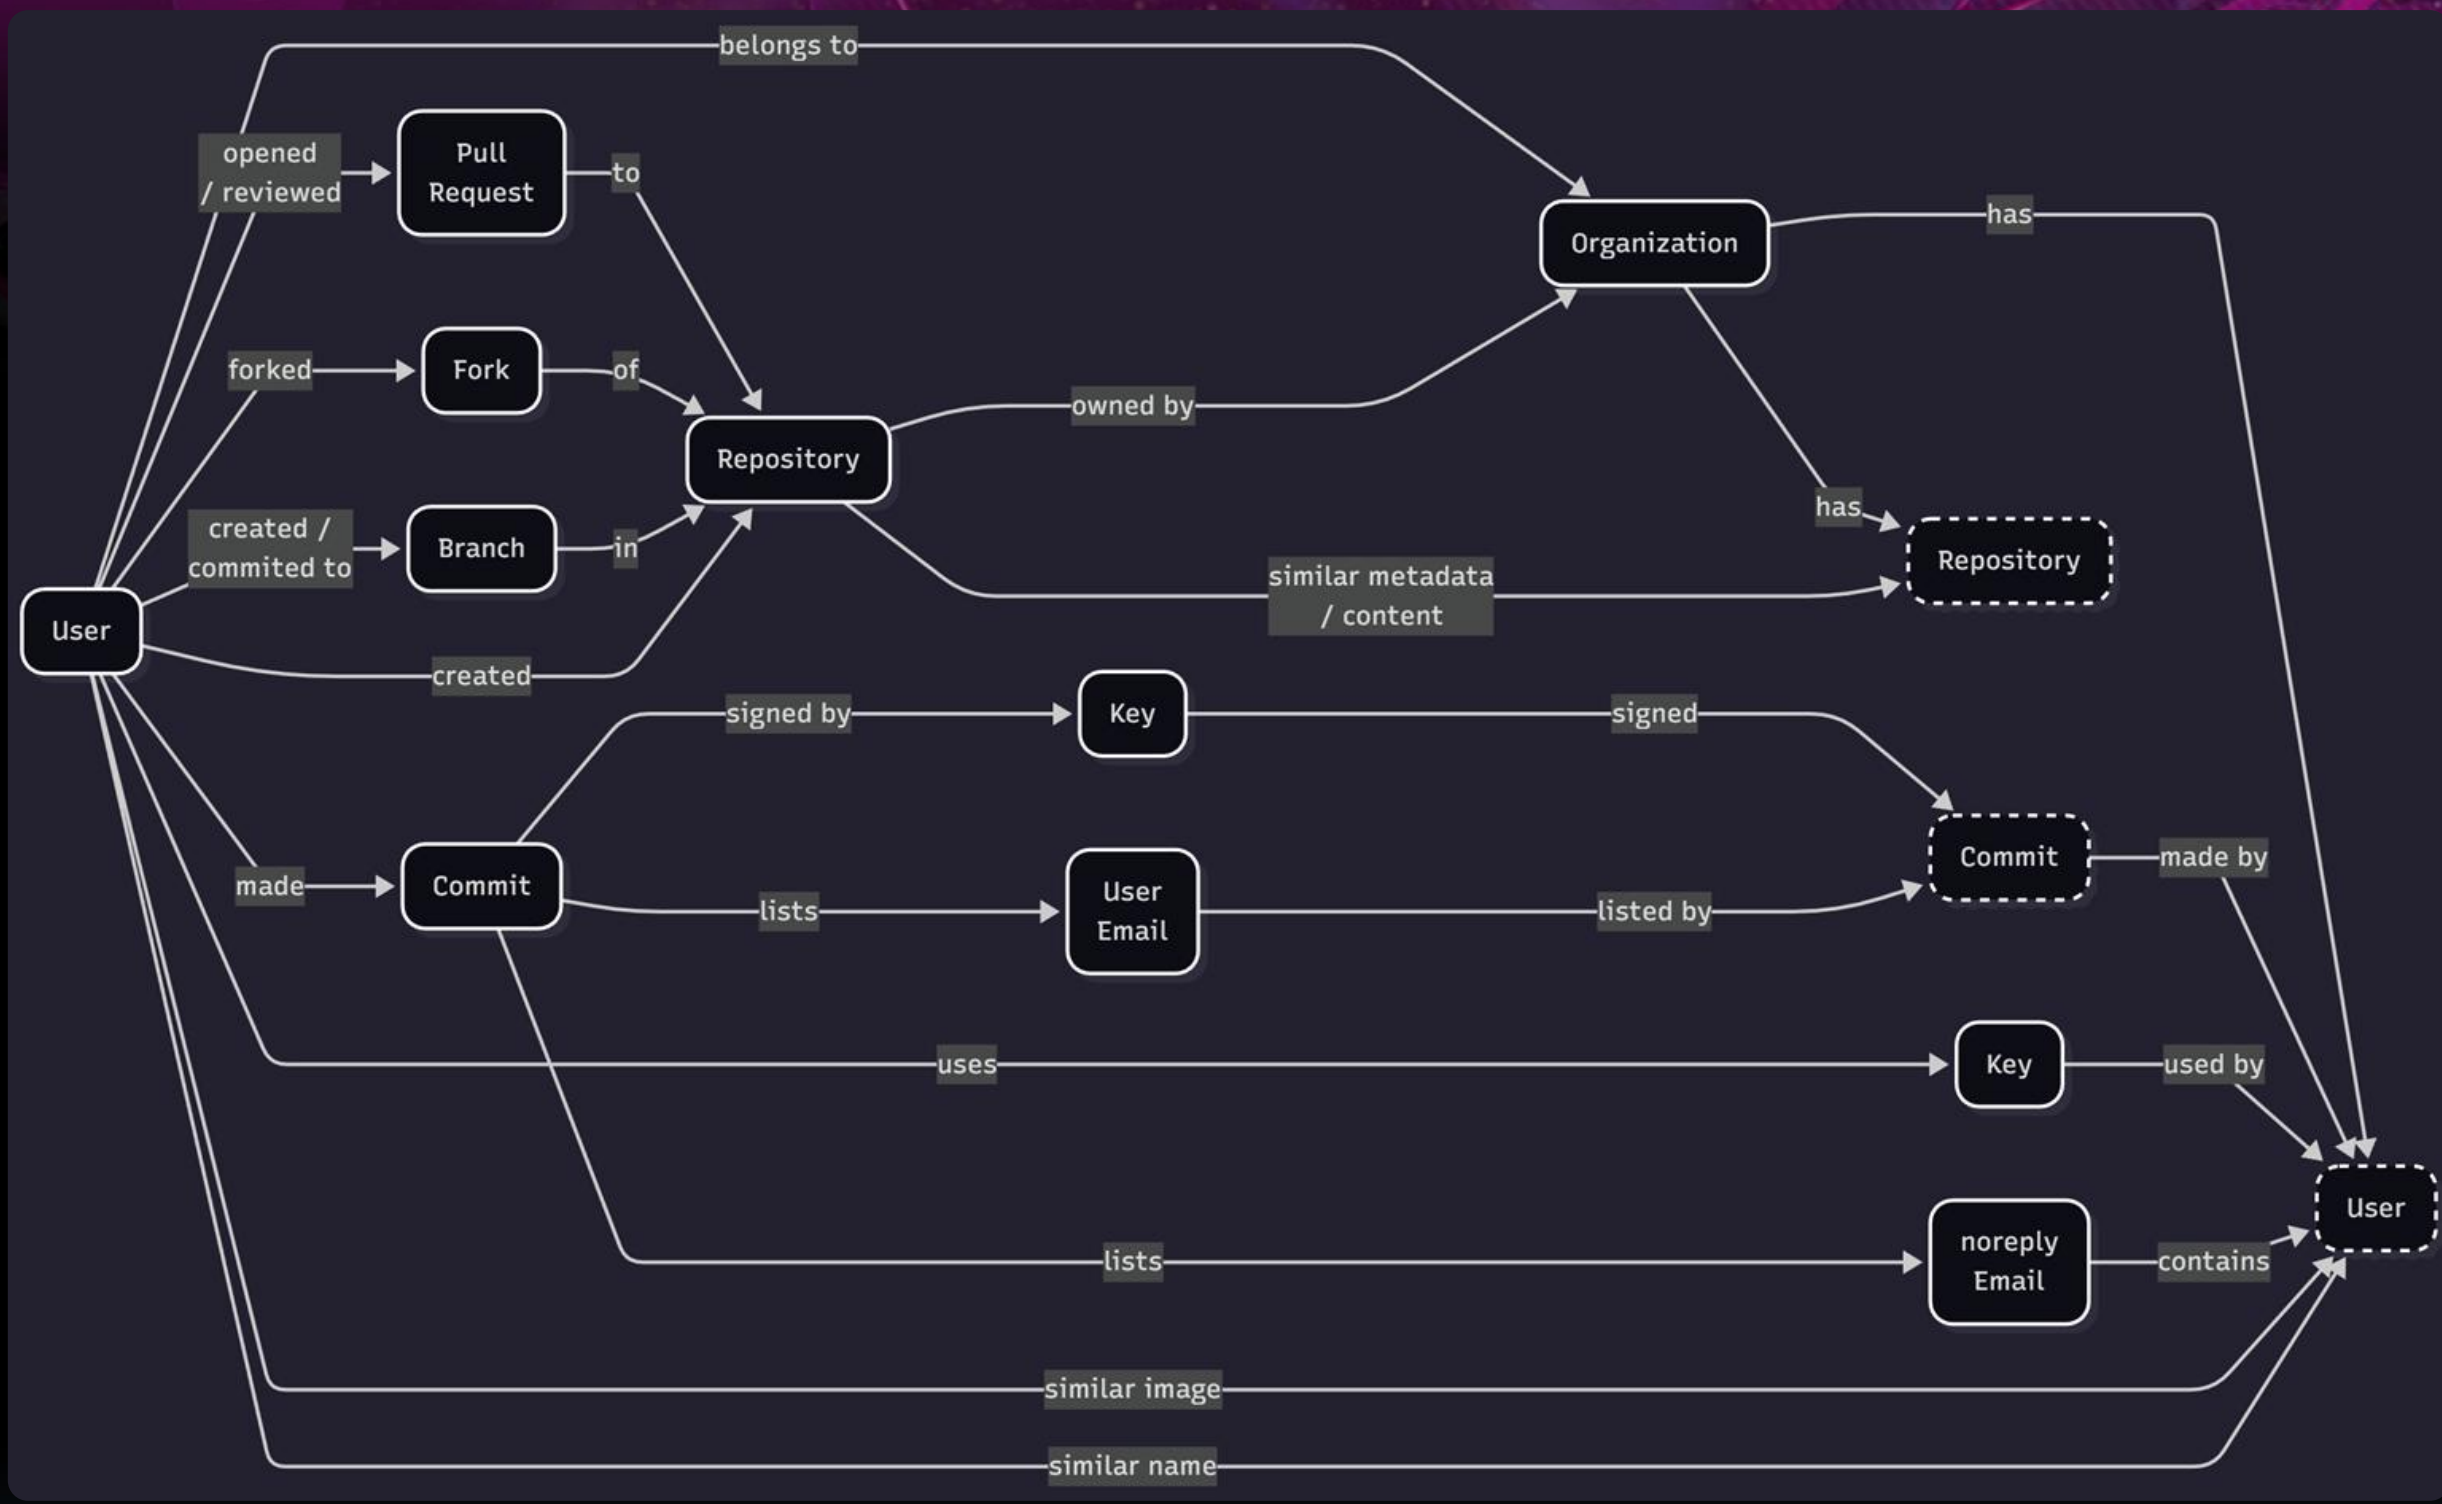 belongs to
opened
/ reviewed
Pull
Request
to
Organization
has
forked
Fork
of
owned by
Repository
created /
commited to
Branch
in
has
Repository
similar metadata
/ content
User
created
signed by
Key
signed
made
Commit
lists
User
Email
listed by
Commit
made by
uses
Key
used by
User
lists
noreply
Email
contains
similar image
similar name